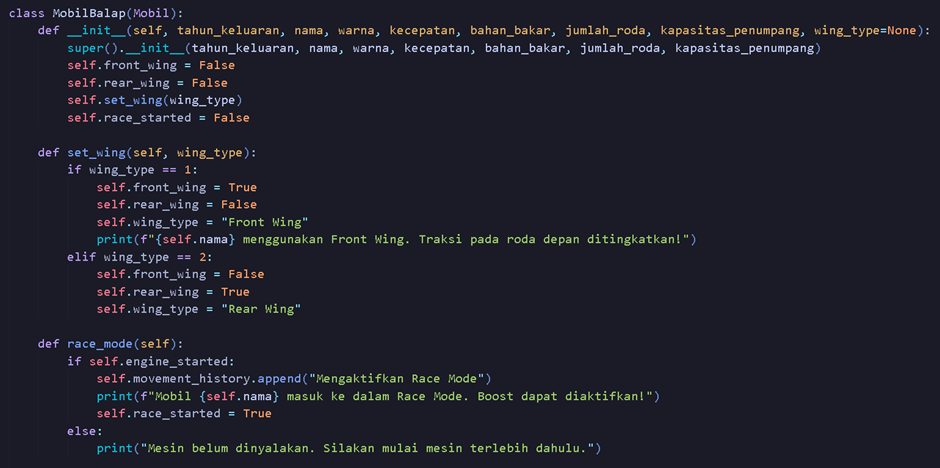 class MobilBalap(Mobil):
    def __init__(self, tahun_keluaran, nama, warna, kecepatan, bahan_bakar, jumlah_roda, kapasitas_penumpang, wing_type=None):
        super().__init__(tahun_keluaran, nama, warna, kecepatan, bahan_bakar, jumlah_roda, kapasitas_penumpang)
        self.front_wing = False
        self.rear_wing = False
        self.set_wing(wing_type)
        self.race_started = False

    def set_wing(self, wing_type):
        if wing_type == 1:
            self.front_wing = True
            self.rear_wing = False
            self.wing_type = "Front Wing"
            print(f"{self.nama} menggunakan Front Wing. Traksi pada roda depan ditingkatkan!")
        elif wing_type == 2:
            self.front_wing = False
            self.rear_wing = True
            self.wing_type = "Rear Wing"

    def race_mode(self):
        if self.engine_started:
            self.movement_history.append("Mengaktifkan Race Mode")
            print(f"Mobil {self.nama} masuk ke dalam Race Mode. Boost dapat diaktifkan!")
            self.race_started = True
        else:
            print("Mesin belum dinyalakan. Silakan mulai mesin terlebih dahulu.")